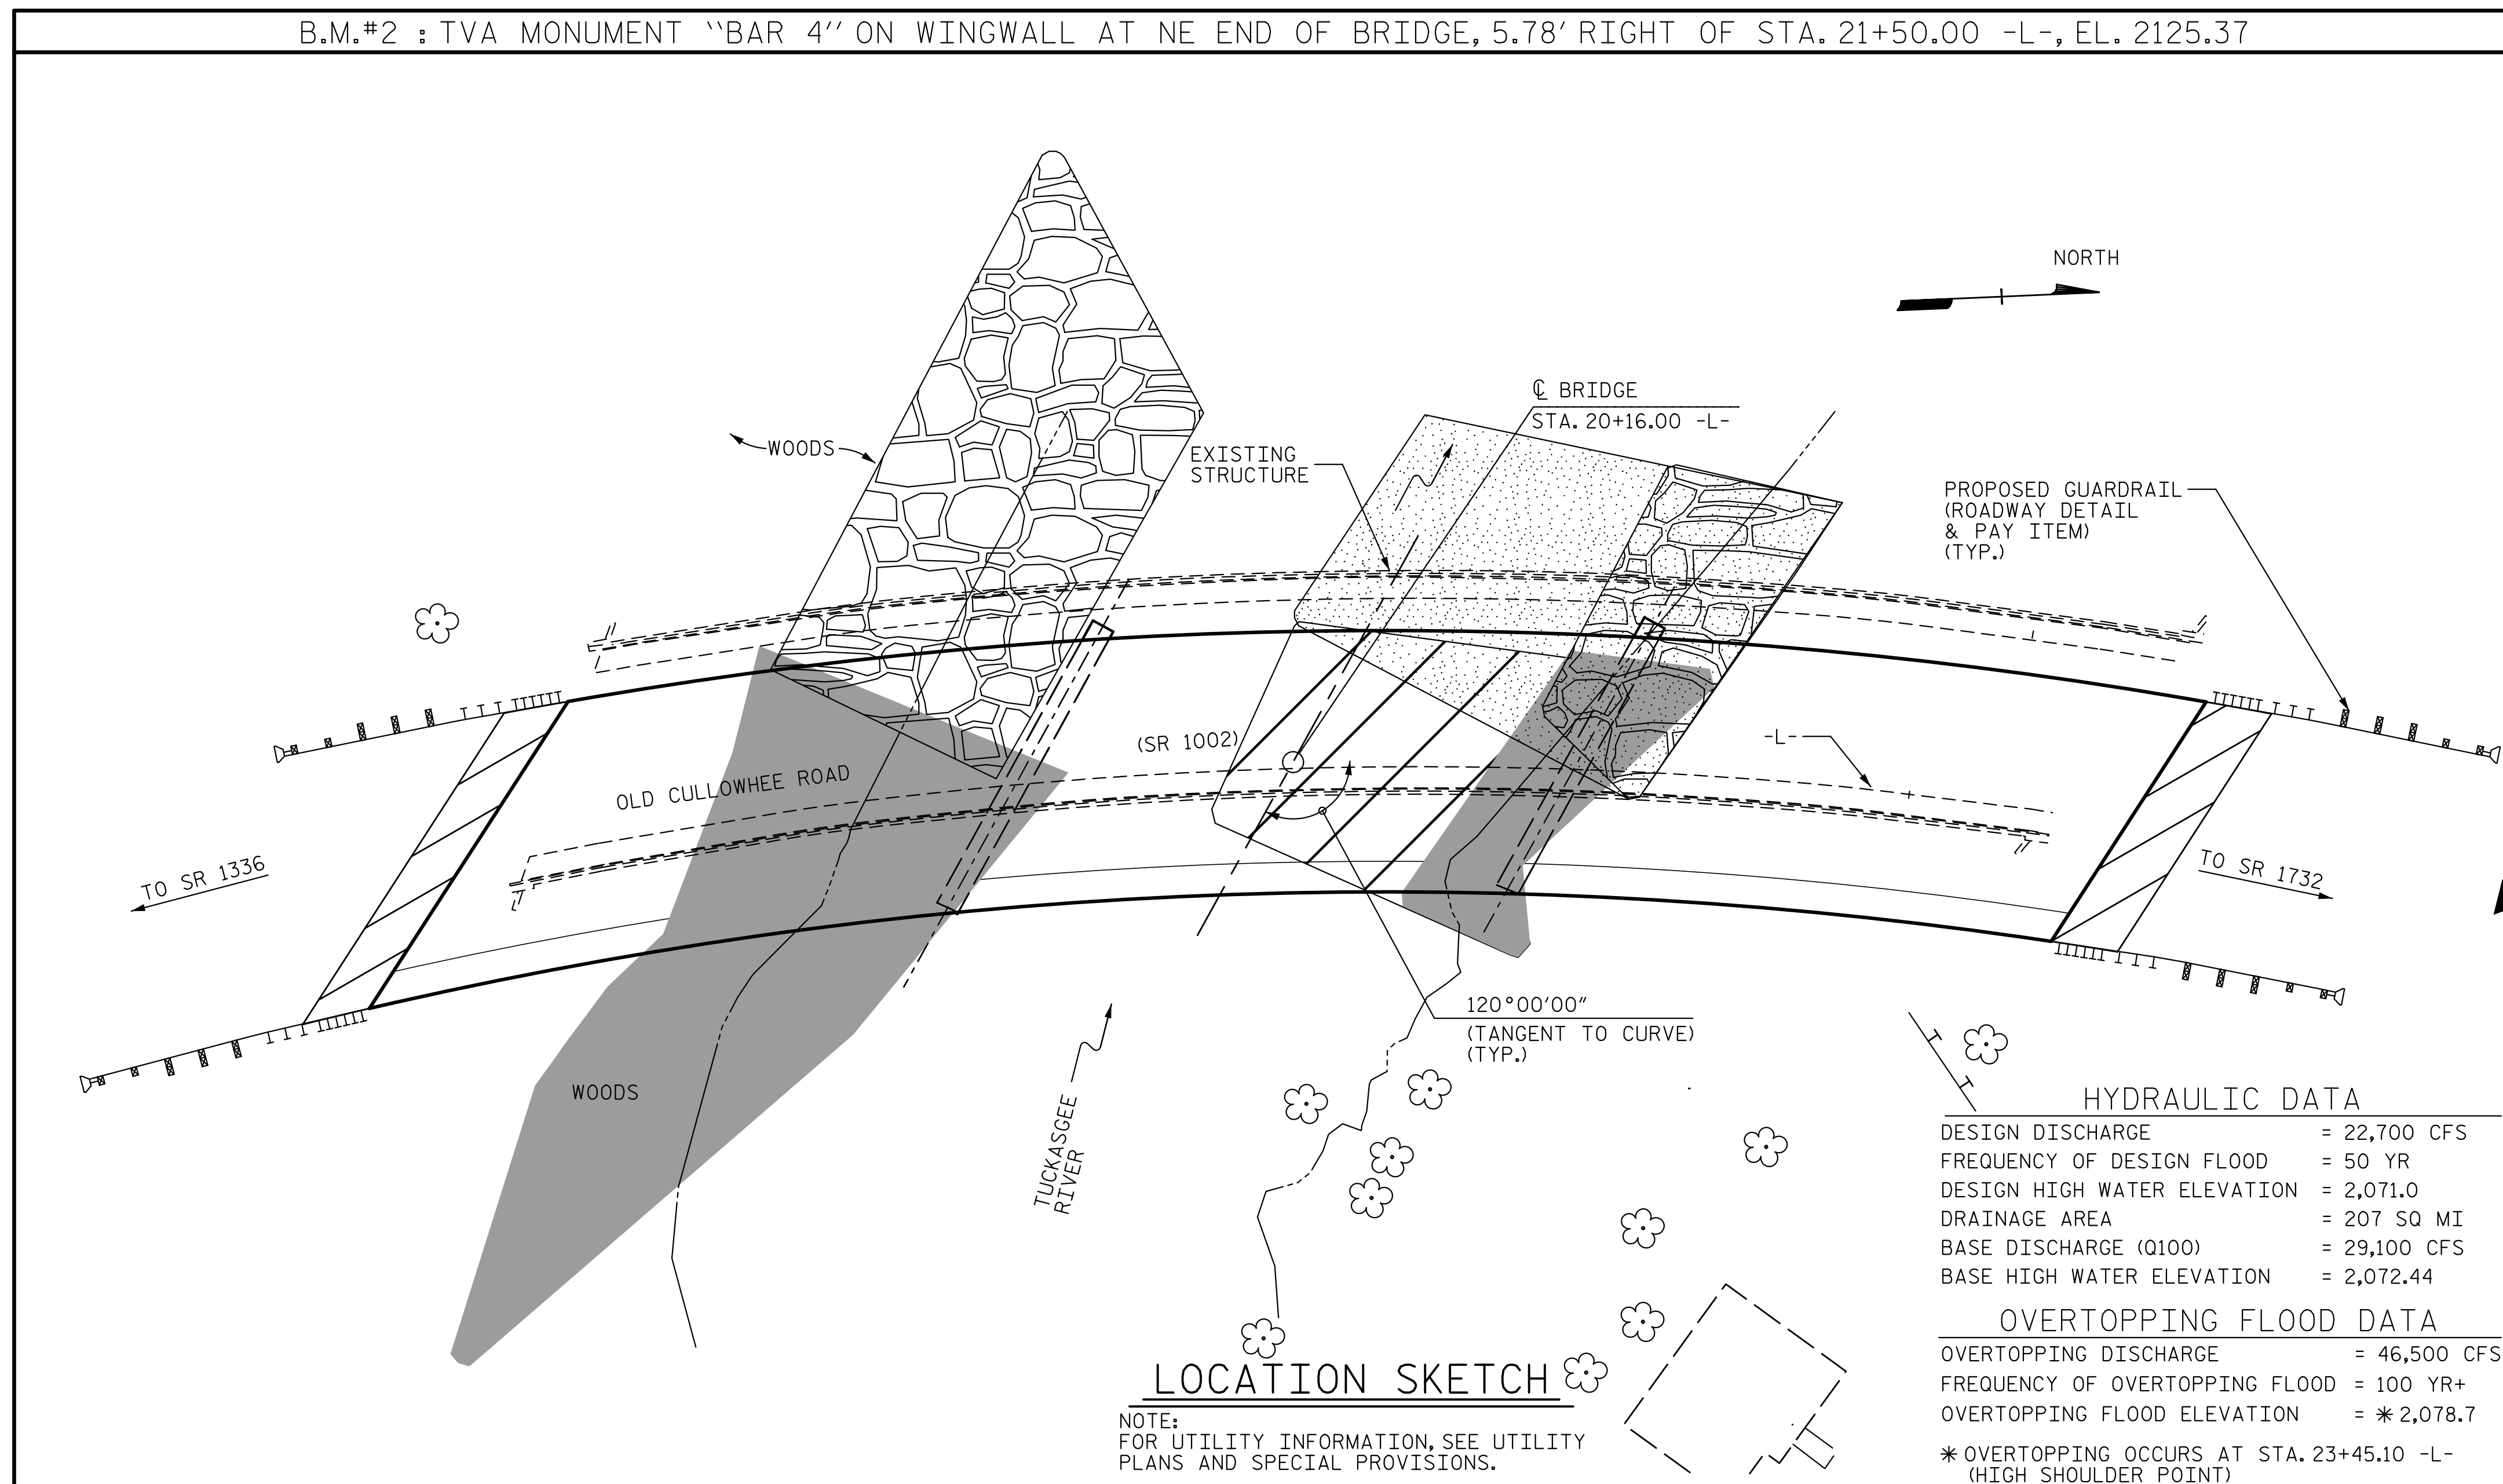 B.M.#2 : TVA MONUMENT ‶BAR 4″ ON WINGWALL AT NE END OF BRIDGE, 5.78′ RIGHT OF STA. 21+50.00 -L-, EL. 2125.37
NORTH
℄ BRIDGE
STA. 20+16.00 -L-
WOODS
EXISTING
STRUCTURE
PROPOSED GUARDRAIL
(ROADWAY DETAIL
& PAY ITEM)
(TYP.)
(SR 1002)
-L-
OLD CULLOWHEE ROAD
TO SR 1336
TO SR 1732
120°00′00″
(TANGENT TO CURVE)
(TYP.)
WOODS
TUCKASGEE
RIVER
HYDRAULIC DATA
DESIGN DISCHARGE = 22,700 CFS
FREQUENCY OF DESIGN FLOOD = 50 YR
DESIGN HIGH WATER ELEVATION = 2,071.0
DRAINAGE AREA = 207 SQ MI
BASE DISCHARGE (Q100) = 29,100 CFS
BASE HIGH WATER ELEVATION = 2,072.44
OVERTOPPING FLOOD DATA
OVERTOPPING DISCHARGE = 46,500 CFS
FREQUENCY OF OVERTOPPING FLOOD = 100 YR+
OVERTOPPING FLOOD ELEVATION = * 2,078.7
* OVERTOPPING OCCURS AT STA. 23+45.10 -L-
(HIGH SHOULDER POINT)
LOCATION SKETCH
NOTE:
FOR UTILITY INFORMATION, SEE UTILITY
PLANS AND SPECIAL PROVISIONS.